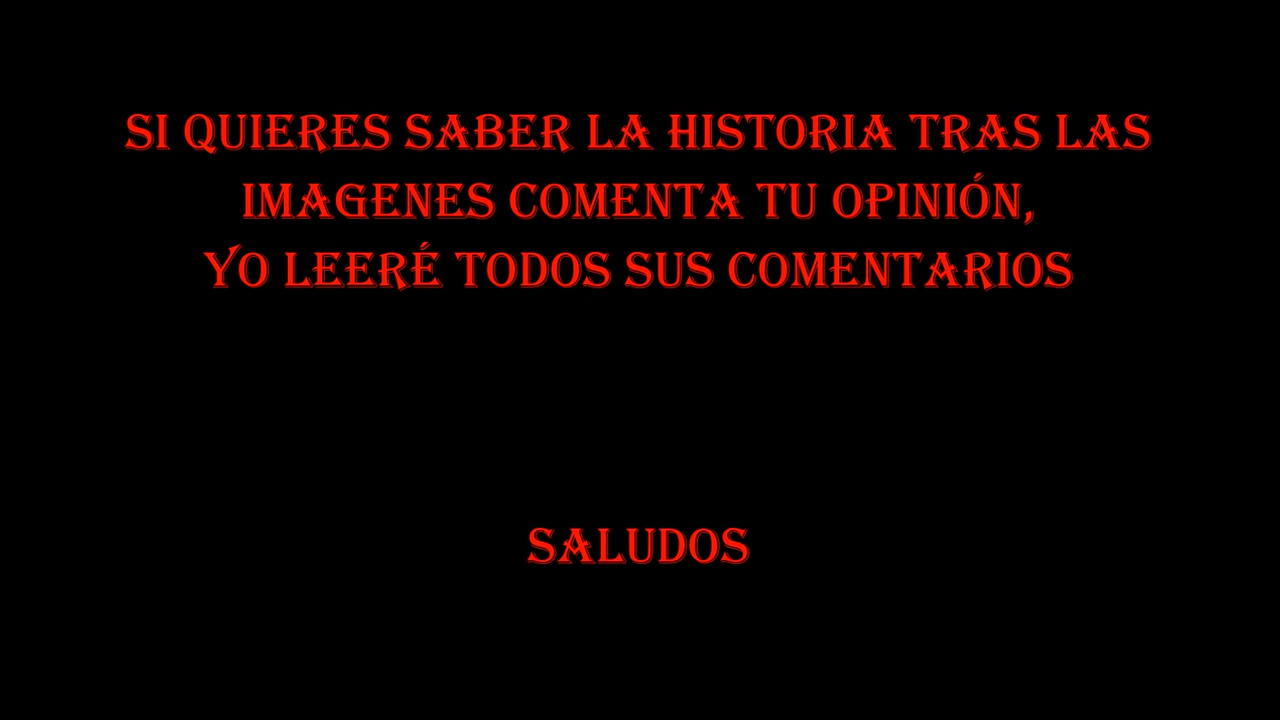 SI QUIERES SABER LA HISTORIA TRAS LAS
IMAGENES COMENTA TU OPINIÓN,
YO LEERÉ TODOS SUS COMENTARIOS
SALUDOS